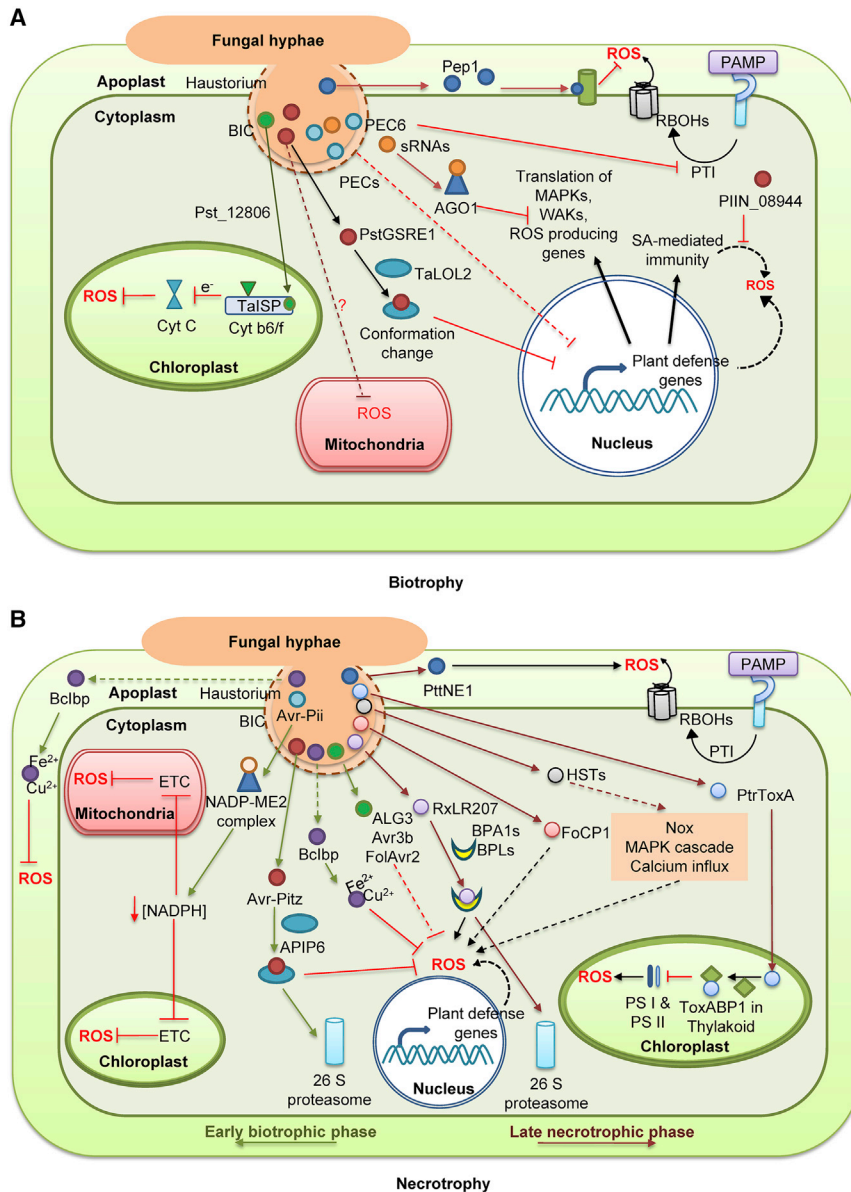 A
Fungal hyphae
Apoplast
Haustorium
Pep1
ROS
PAMP
Cytoplasm
BIC
PEC6
RBOHs
sRNAs
PTI
PECs
Translation of
MAPKs,
WAKs,
ROS producing
genes
PIIN_08944
AGO1
Pst_12806
PstGSRE1
SA-mediated
immunity
TaLOL2
ROS
ROS
e-
TaISP
Cyt C
Cyt b6/f
Chloroplast
?
Conformation
change
Plant defense
genes
ROS
Mitochondria
Nucleus
Biotrophy
B
Fungal hyphae
BcIbp
Apoplast
Haustorium
PttNE1
ROS
PAMP
Cytoplasm
BIC
Avr-Pii
RBOHs
PTI
Fe2+
Cu2+
ROS
ETC
Mitochondria
NADP-ME2
complex
HSTs
PtrToxA
ALG3
Avr3b
FolAvr2
RxLR207
BPA1s
BPLs
FoCP1
Nox
MAPK cascade
Calcium influx
BcIbp
ROS
Avr-Pitz
Fe2+
Cu2+
[NADPH]
APIP6
ROS
ROS
PS I &
PS II
ToxABP1 in
Thylakoid
Chloroplast
ROS
ETC
Chloroplast
Plant defense
genes
Nucleus
26 S
proteasome
26 S
proteasome
Early biotrophic phase
Late necrotrophic phase
Necrotrophy